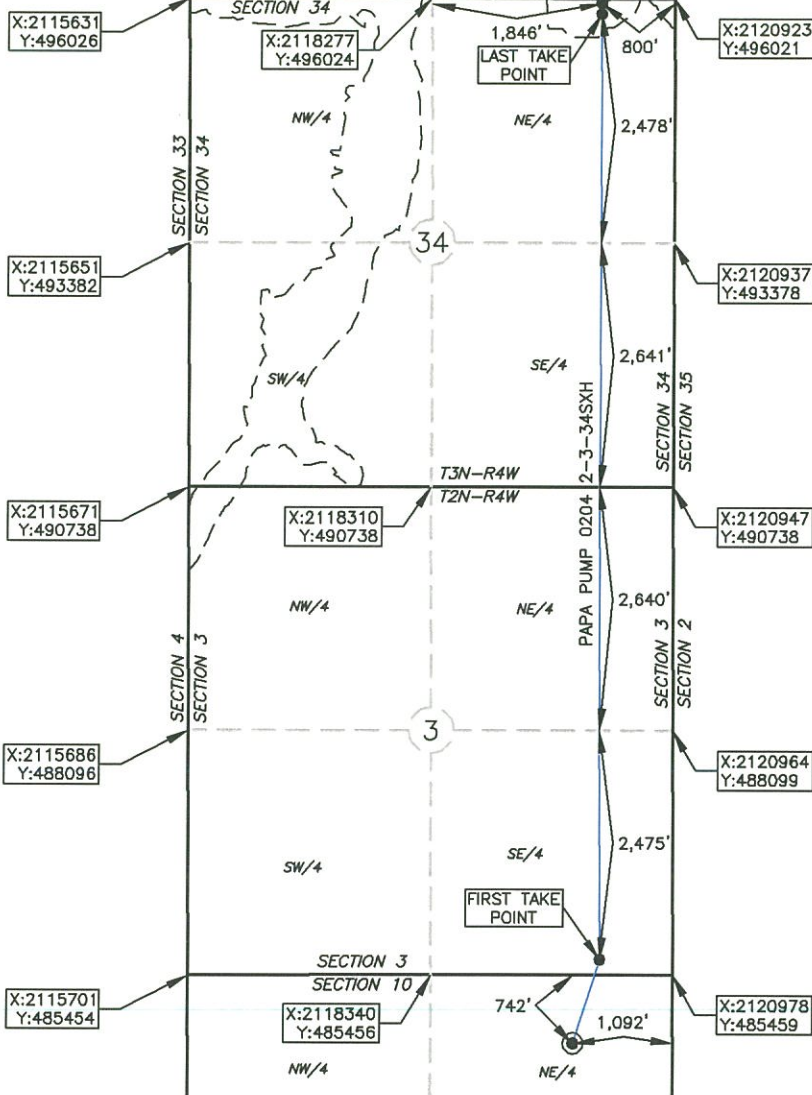 SECTION 34
X:2115631
Y:496026
X:2118277
Y:496024
1,846'
LAST TAKE
POINT
800'
X:2120923
Y:496021
NW/4
NE/4
2,478'
SECTION 33
SECTION 34
34
X:2115651
Y:493382
X:2120937
Y:493378
SW/4
SE/4
2,641'
SECTION 34
SECTION 35
T3N-R4W
T2N-R4W
X:2115671
Y:490738
X:2118310
Y:490738
X:2120947
Y:490738
PAPA PUMP 0204 2-3-34SXH
NW/4
NE/4
2,640'
SECTION 4
SECTION 3
SECTION 3
SECTION 2
3
X:2115686
Y:488096
X:2120964
Y:488099
SW/4
SE/4
2,475'
FIRST TAKE
POINT
SECTION 3
SECTION 10
X:2115701
Y:485454
X:2118340
Y:485456
742'
1,092'
X:2120978
Y:485459
NW/4
NE/4